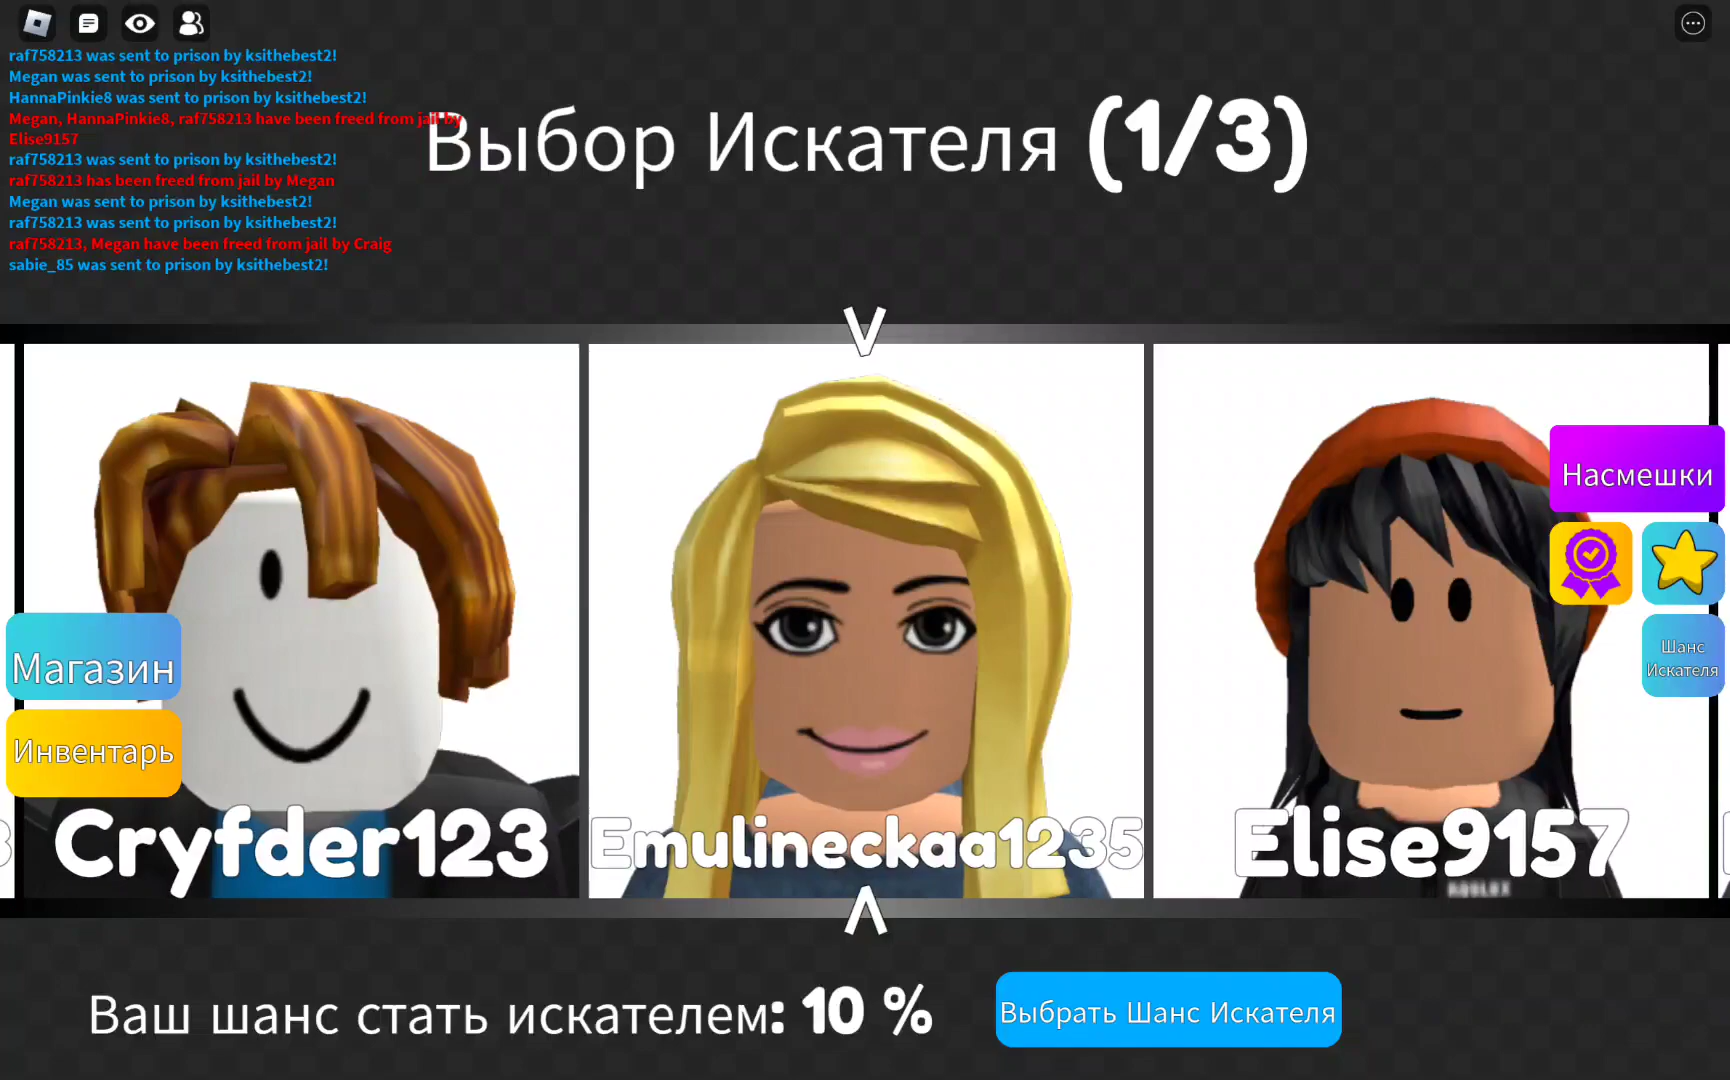 raf758213 was sent to prison by ksithebest2!
Megan was sent to prison by ksithebest2!
HannaPinkie8 was sent to prison by ksithebest2!
Megan, HannaPinkie8, raf758213 have been freed from jail by
Elise9157
raf758213 was sent to prison by ksithebest2!
raf758213 has been freed from jail by Megan
Megan was sent to prison by ksithebest2!
raf758213 was sent to prison by ksithebest2!
raf758213, Megan have been freed from jail by Craig
sabie_85 was sent to prison by ksithebest2!
Выбор Искателя (1/3)
Насмешки
Шанс
Искателя
Магазин
Инвентарь
3
Cryfder123
Emulineckaa1235
Elise9157
ROBLOX
Ваш шанс стать искателем: 10 %
Выбрать Шанс Искателя